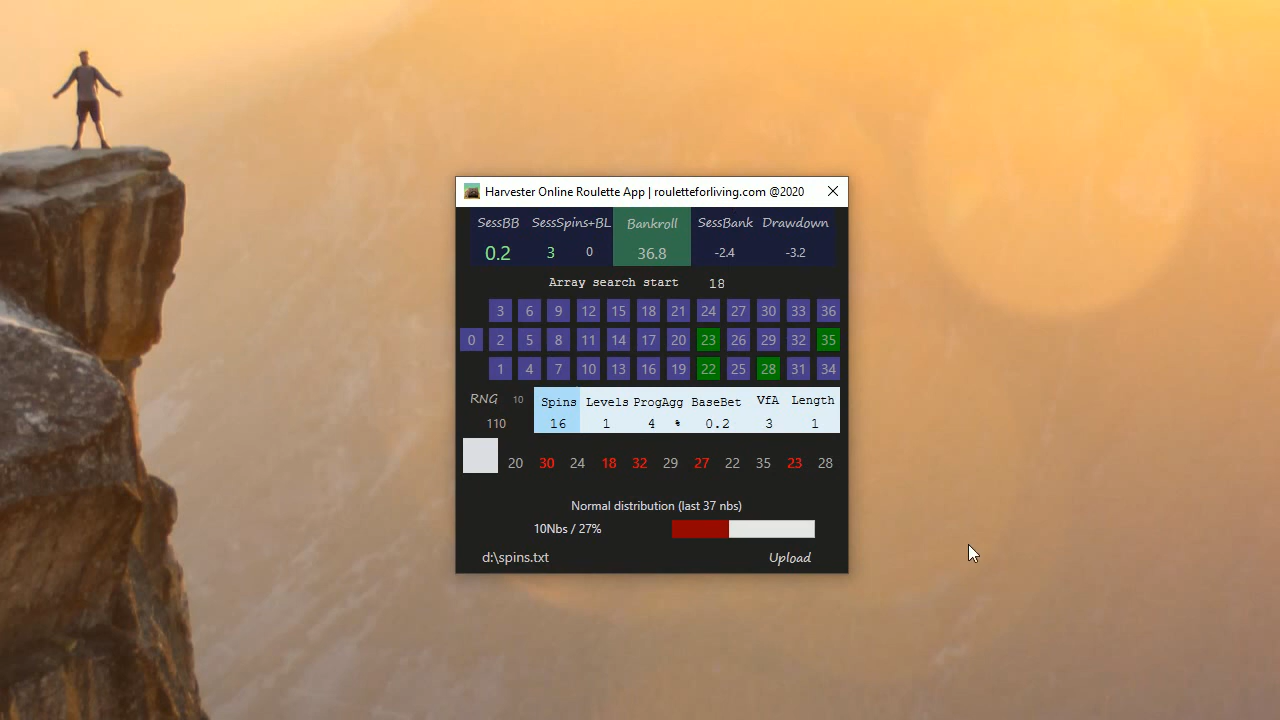 Harvester Online Roulette App | rouletteforliving.com @2020
SessBB SessSpins+BL Bankroll SessBank Drawdown
0.2 3 0 36.8 -2.4 -3.2
Array search start 18
3 6 9 12 15 18 21 24 27 30 33 36
0 2 5 8 11 14 17 20 23 26 29 32 35
1 4 7 10 13 16 19 22 25 28 31 34
RNG 10 Spins Levels ProgAgg BaseBet VfA Length
110 16 1 4 % 0.2 3 1
20 30 24 18 32 29 27 22 35 23 28
Normal distribution (last 37 nbs)
10Nbs / 27%
d:\spins.txt Upload